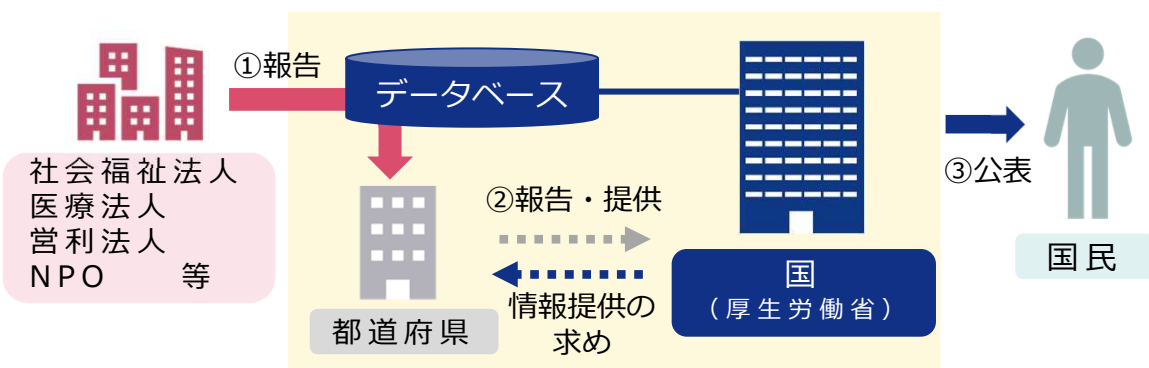 ①報告
データベース
社会福祉法人
医療法人
営利法人
NPO　等
都道府県
②報告・提供
情報提供の
求め
国
（厚生労働省）
③公表
国民